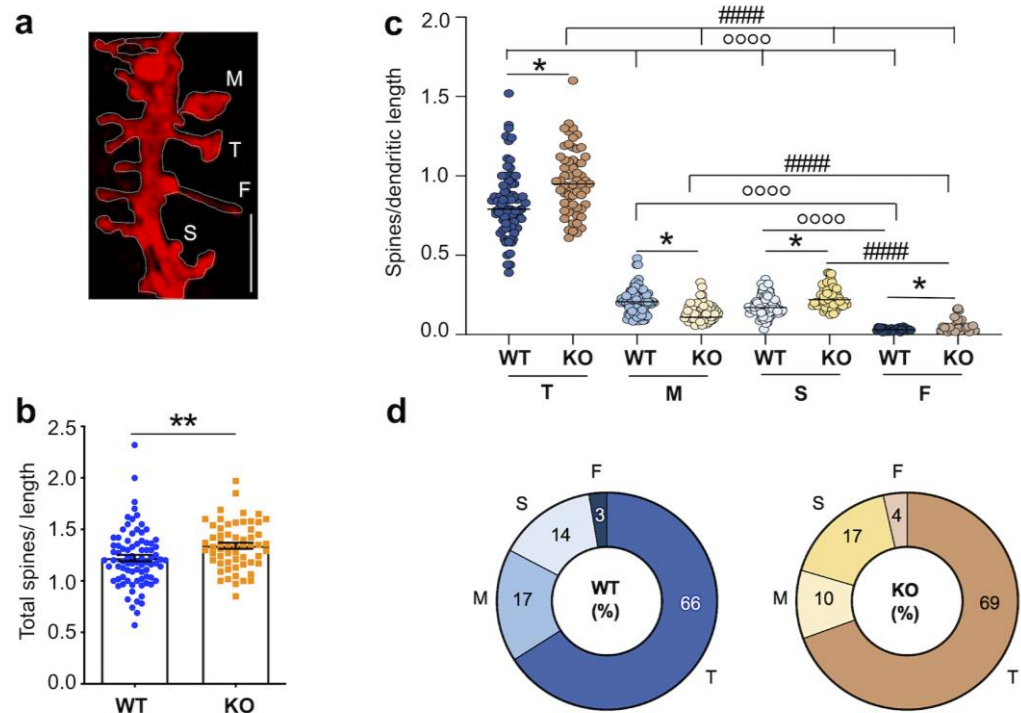 a
M
T
F
S
b
Total spines/ length
2.5
2.0
1.5
1.0
0.5
0.0
**
WT
KO
c
Spines/dendritic length
2.0
1.5
1.0
0.5
0.0
####
oooo
*
####
oooo
oooo
*
*
####
*
WT KO WT KO WT KO WT KO
T M S F
d
F
S
3
14
M
17
WT
(%)
66
T
F
S
4
17
M
10
KO
(%)
69
T